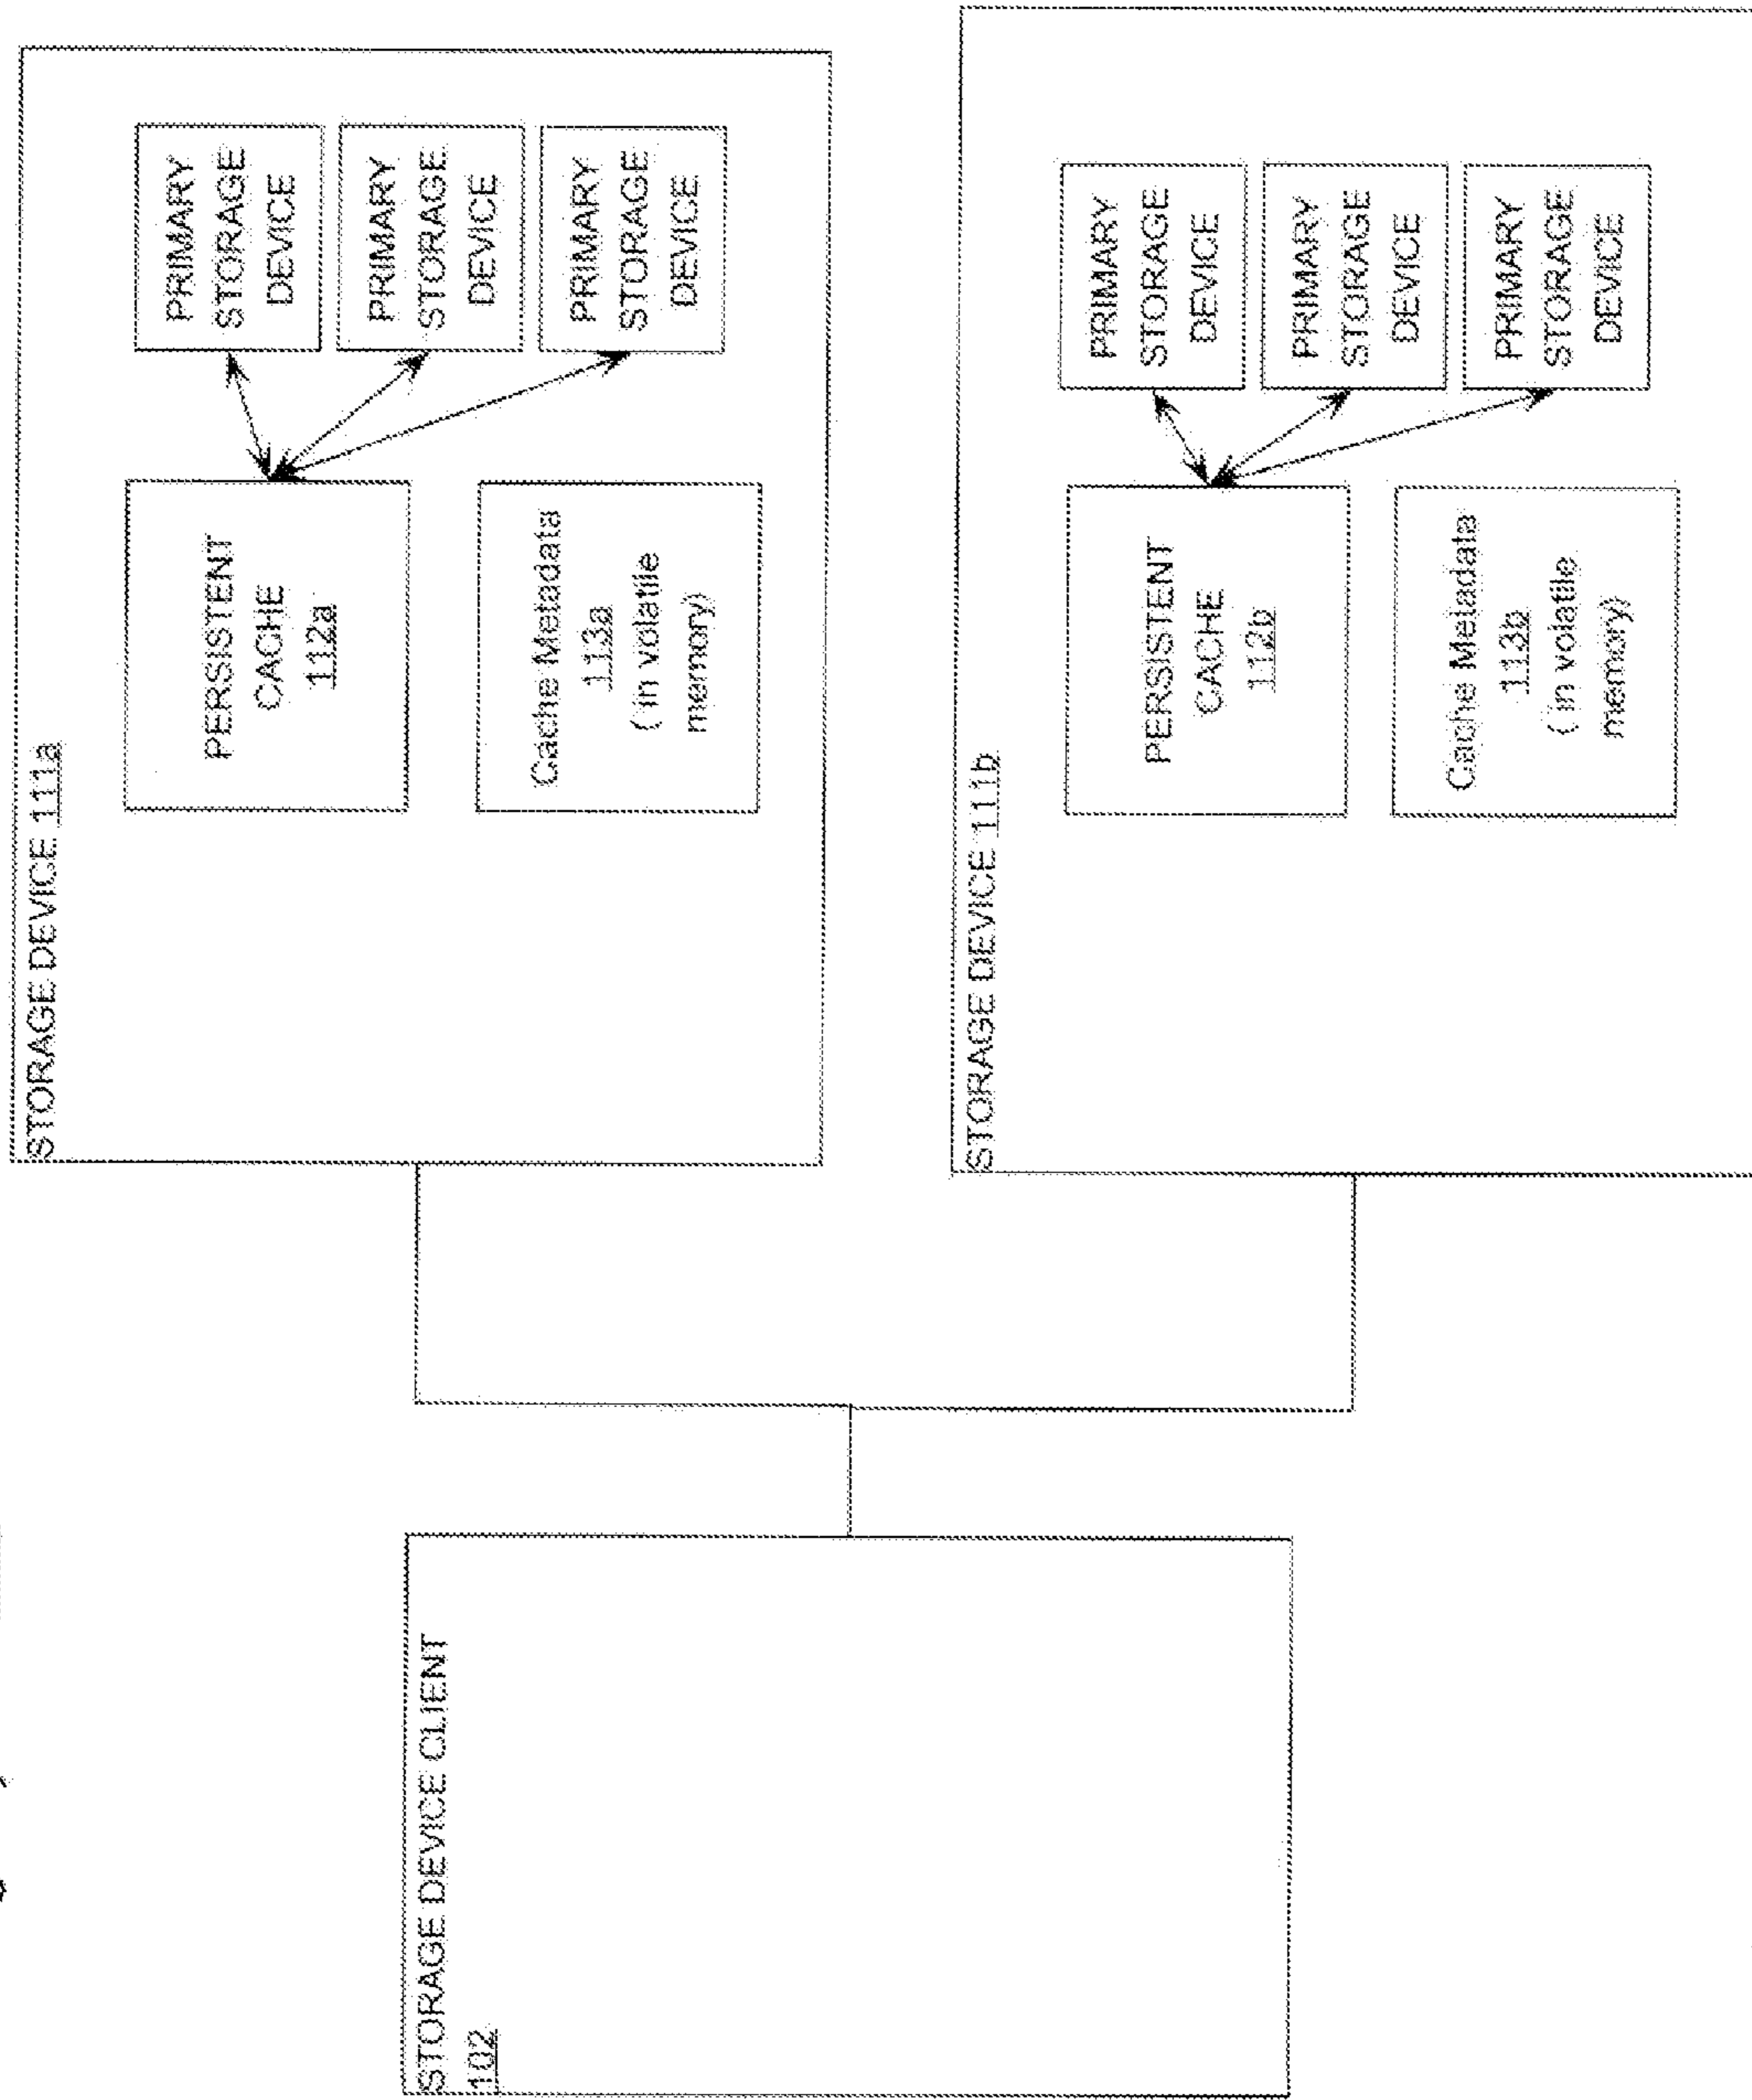 STORAGE DEVICE CLIENT
102
STORAGE DEVICE 111a
PERSISTENT
CACHE
112a
Cache Metadata
113a
( in volatile
memory)
PRIMARY
STORAGE
DEVICE
PRIMARY
STORAGE
DEVICE
PRIMARY
STORAGE
DEVICE
STORAGE DEVICE 111b
PERSISTENT
CACHE
112b
Cache Metadata
113b
( in volatile
memory)
PRIMARY
STORAGE
DEVICE
PRIMARY
STORAGE
DEVICE
PRIMARY
STORAGE
DEVICE